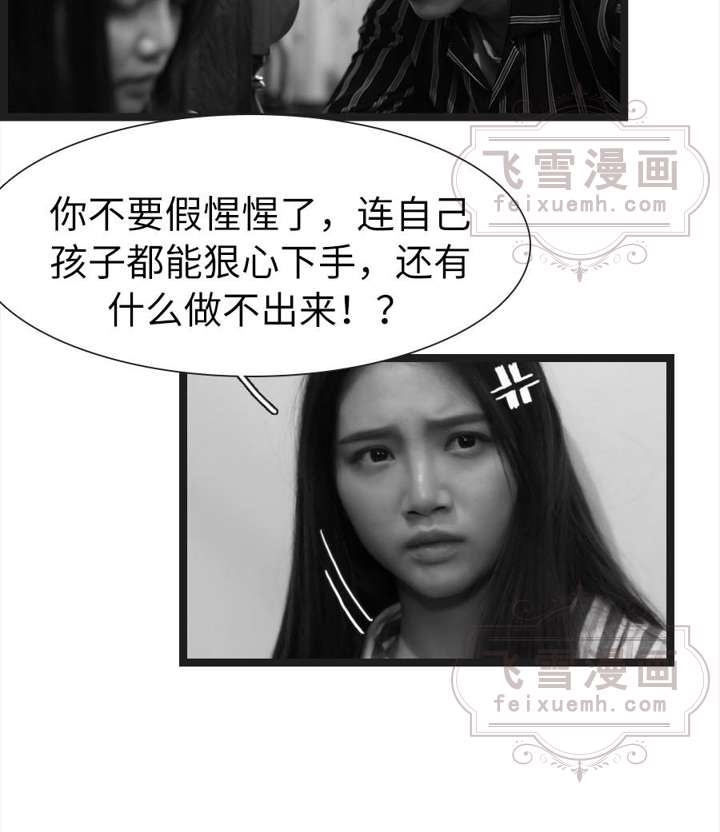 飞雪漫画
feixuemh.com
你不要假惺惺了，连自己
孩子都能狠心下手，还有
什么做不出来！？
飞雪漫画
feixuemh.com